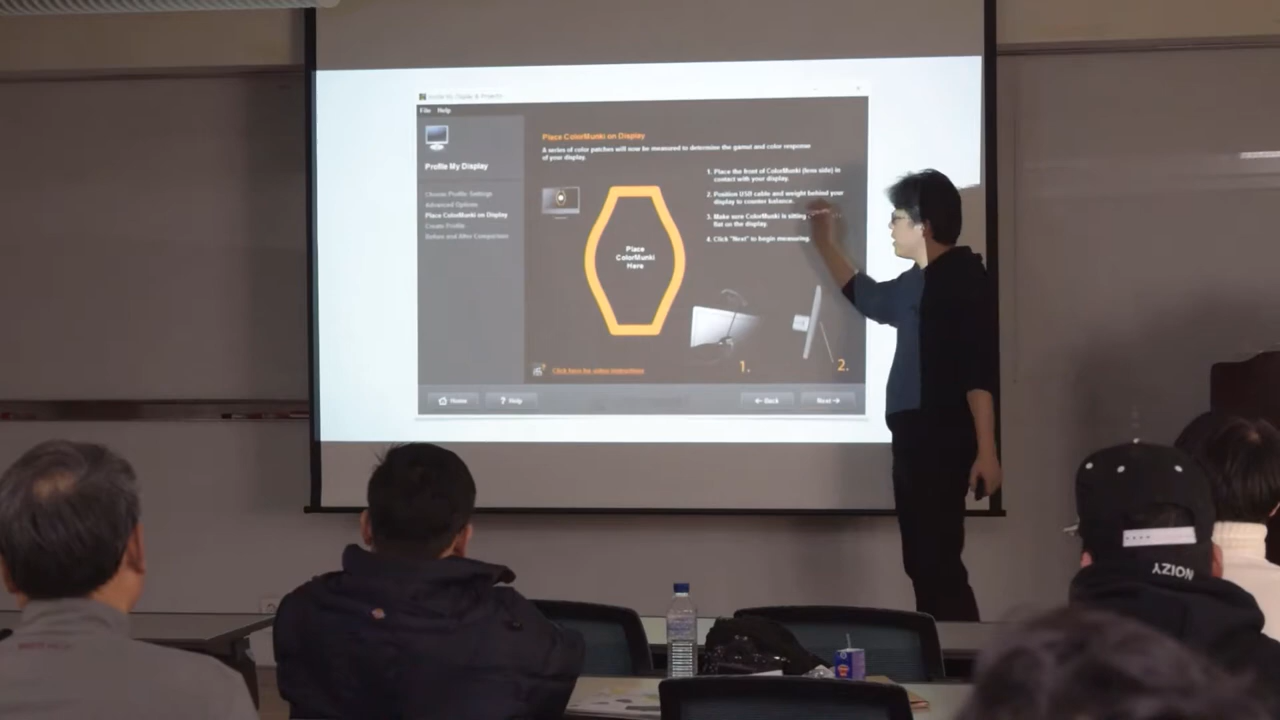 Profile My Display & Projector
File Help
Profile My Display
Choose Profile Settings
Advanced Options
Place ColorMunki on Display
Create Profile
Before and After Comparison
Place ColorMunki on Display
A series of color patches will now be measured to determine the gamut and color response
of your display.
1. Place the front of ColorMunki (lens side) in
contact with your display.
2. Position USB cable and weight behind your
display to counter balance.
3. Make sure ColorMunki is sitting
flat on the display.
4. Click "Next" to begin measuring.
Place
ColorMunki
Here
1.
2.
Click here for video instructions
Home
? Help
Back
Next
NOIZY